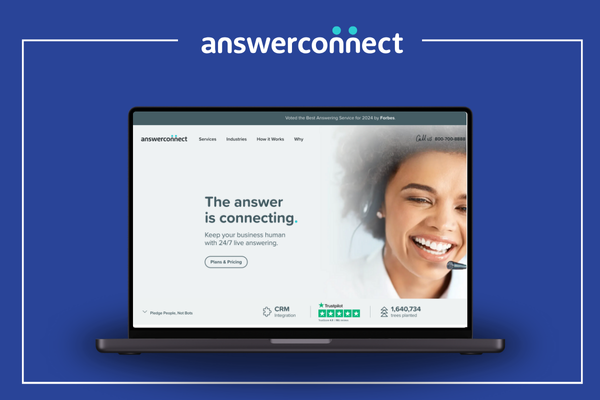 answerconnect
Voted the Best Answering Service for 2024 by Forbes.
answerconnect Services Industries How it Works Why Call us 800-700-8888
The answer
is connecting.
Keep your business human
with 24/7 live answering.
Plans & Pricing
Pledge People, Not Bots
CRM
Integration
Trustpilot
1,640,734
trees planted